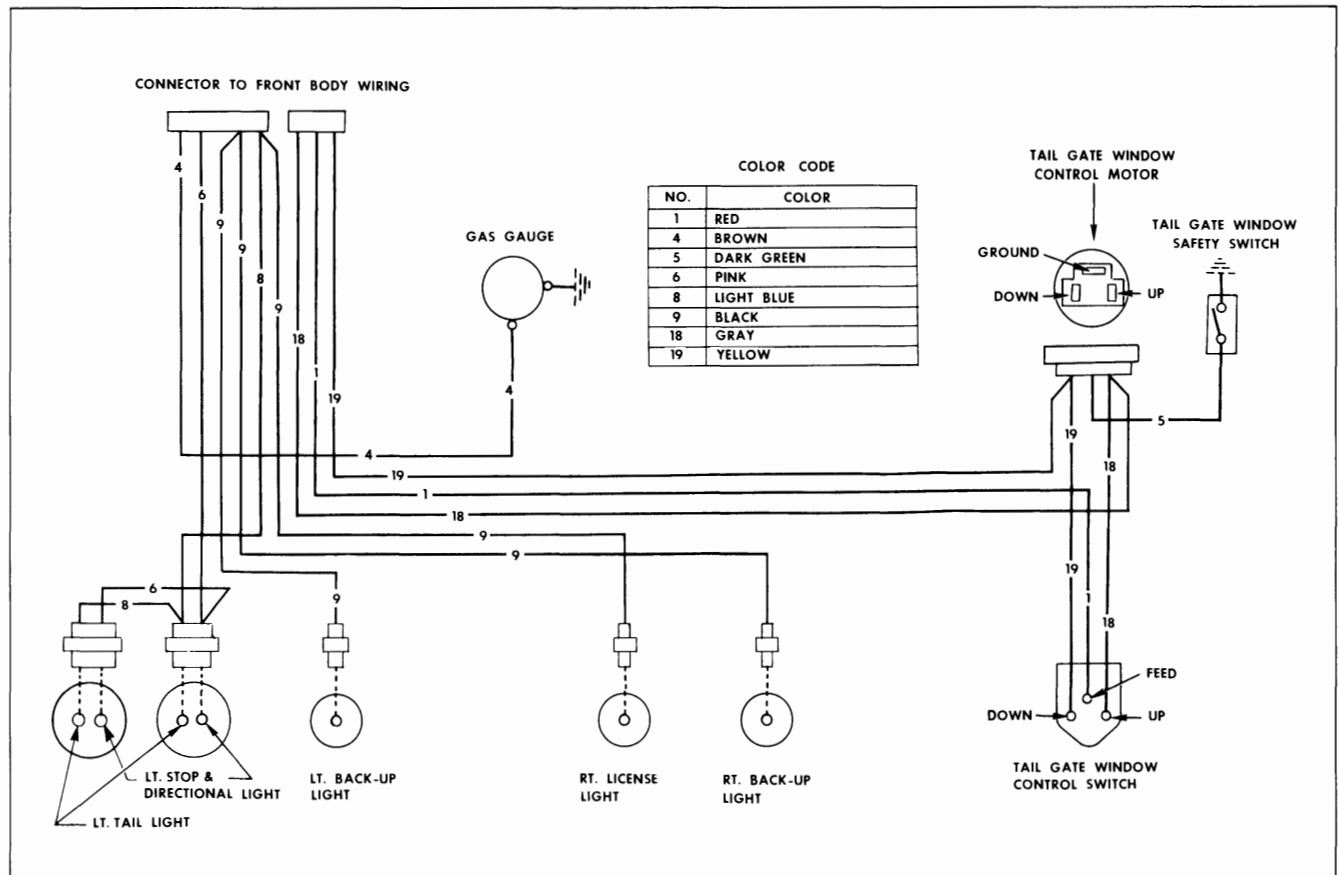 CONNECTOR TO FRONT BODY WIRING
4
6
9
9
8
9
18
1
19
GAS GAUGE
4
4
COLOR CODE
NO. COLOR
1 RED
4 BROWN
5 DARK GREEN
6 PINK
8 LIGHT BLUE
9 BLACK
18 GRAY
19 YELLOW
TAIL GATE WINDOW
CONTROL MOTOR
GROUND
DOWN
UP
TAIL GATE WINDOW
SAFETY SWITCH
5
19
18
19
1
18
9
9
19
1
18
6
8
9
FEED
DOWN
UP
TAIL GATE WINDOW
CONTROL SWITCH
LT. STOP &
DIRECTIONAL LIGHT
LT. TAIL LIGHT
LT. BACK-UP
LIGHT
RT. LICENSE
LIGHT
RT. BACK-UP
LIGHT